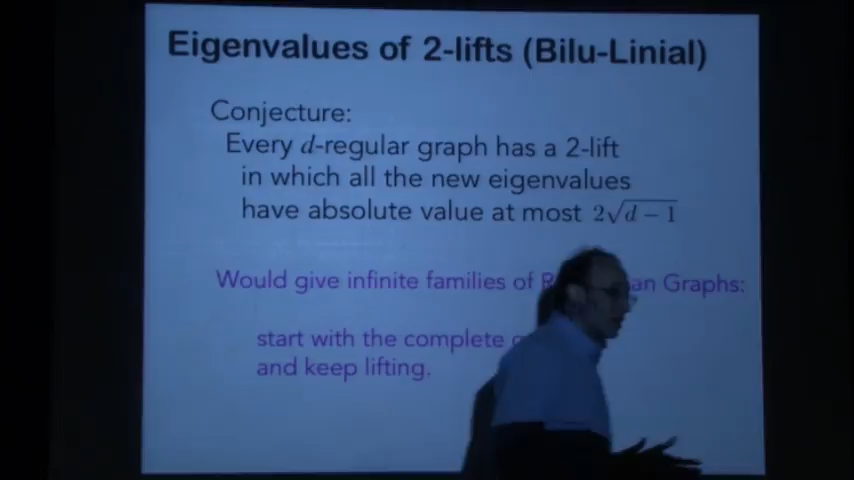 Eigenvalues of 2-lifts (Bilu-Linial)
Conjecture:
Every d-regular graph has a 2-lift
in which all the new eigenvalues
have absolute value at most 2√(d − 1)
Would give infinite families of Graphs:
start with the complete
and keep lifting.